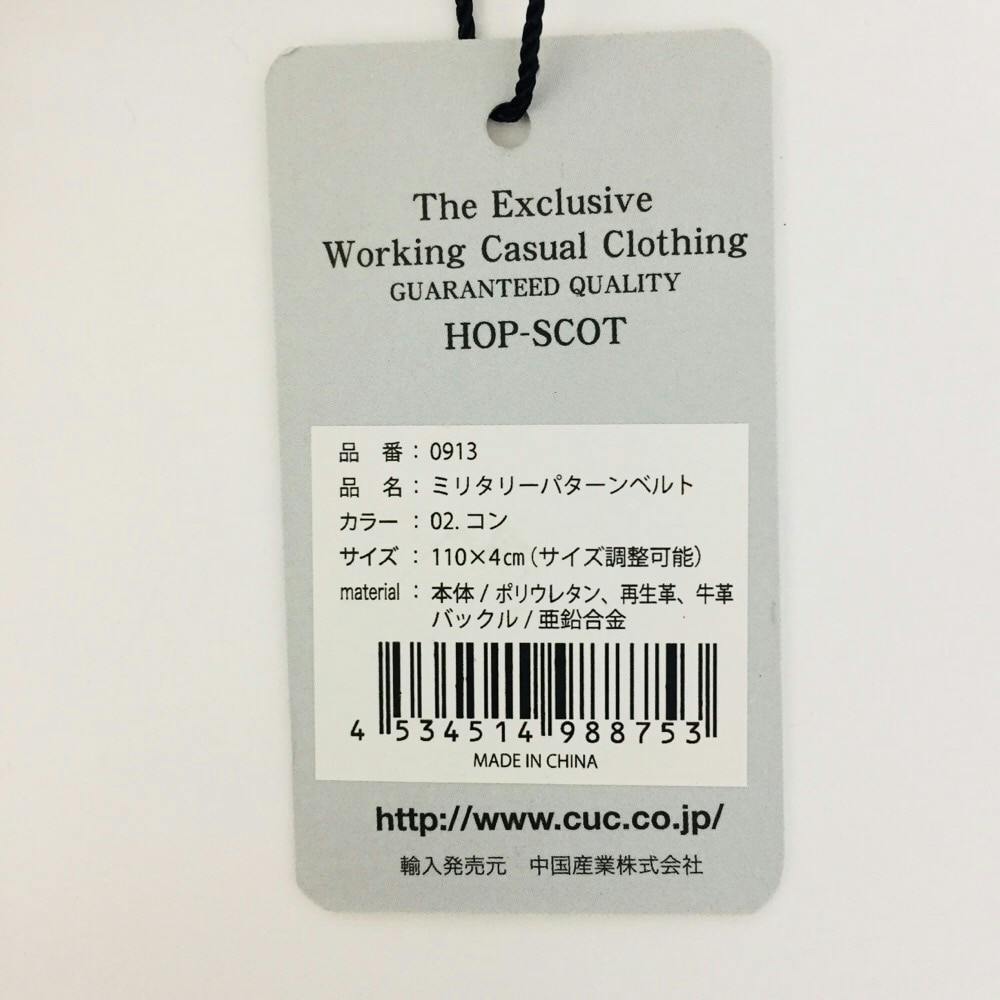 The Exclusive
Working Casual Clothing
GUARANTEED QUALITY
HOP-SCOT
品　番：0913
品　名：ミリタリーパターンベルト
カラー：02.コン
サイズ：110×4㎝（サイズ調整可能）
material：本体 / ポリウレタン、再生革、牛革
バックル / 亜鉛合金
4 534514 988753
MADE IN CHINA
http://www.cuc.co.jp/
輸入発売元　中国産業株式会社